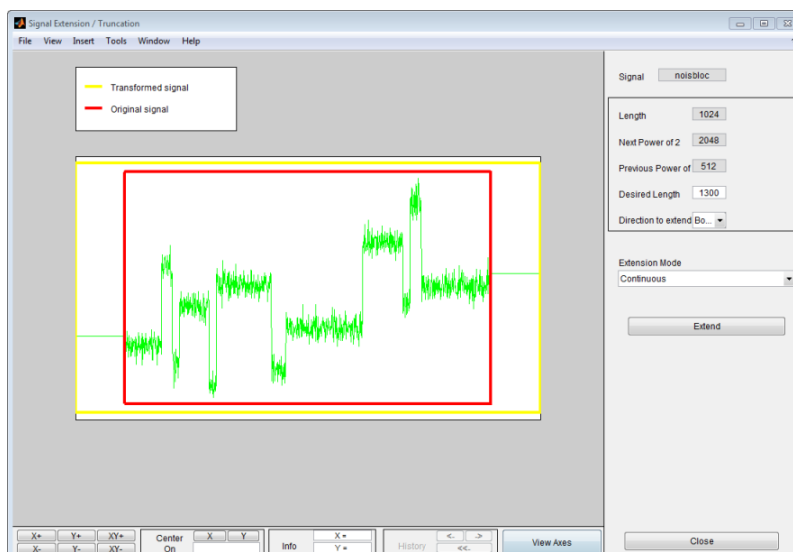 Signal Extension / Truncation
File View Insert Tools Window Help
Transformed signal
Original signal
Signal noisbloc
Length 1024
Next Power of 2 2048
Previous Power of 512
Desired Length 1300
Direction to extend Bo...
Extension Mode
Continuous
Extend
X+ Y+ XY+
X- Y- XY-
Center
On
X Y
Info
X =
Y =
History
<- ->
<<-
View Axes
Close